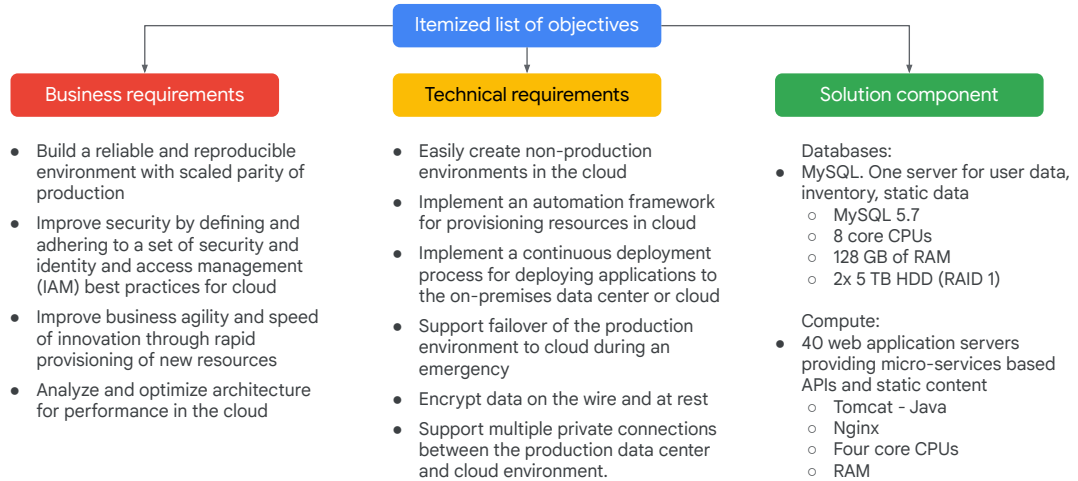 Itemized list of objectives
Business requirements
● Build a reliable and reproducible
environment with scaled parity of
production
● Improve security by defining and
adhering to a set of security and
identity and access management
(IAM) best practices for cloud
● Improve business agility and speed
of innovation through rapid
provisioning of new resources
● Analyze and optimize architecture
for performance in the cloud
Technical requirements
● Easily create non-production
environments in the cloud
● Implement an automation framework
for provisioning resources in cloud
● Implement a continuous deployment
process for deploying applications to
the on-premises data center or cloud
● Support failover of the production
environment to cloud during an
emergency
● Encrypt data on the wire and at rest
● Support multiple private connections
between the production data center
and cloud environment.
Solution component
Databases:
● MySQL. One server for user data,
inventory, static data
○ MySQL 5.7
○ 8 core CPUs
○ 128 GB of RAM
○ 2x 5 TB HDD (RAID 1)
Compute:
● 40 web application servers
providing micro-services based
APIs and static content
○ Tomcat - Java
○ Nginx
○ Four core CPUs
○ RAM